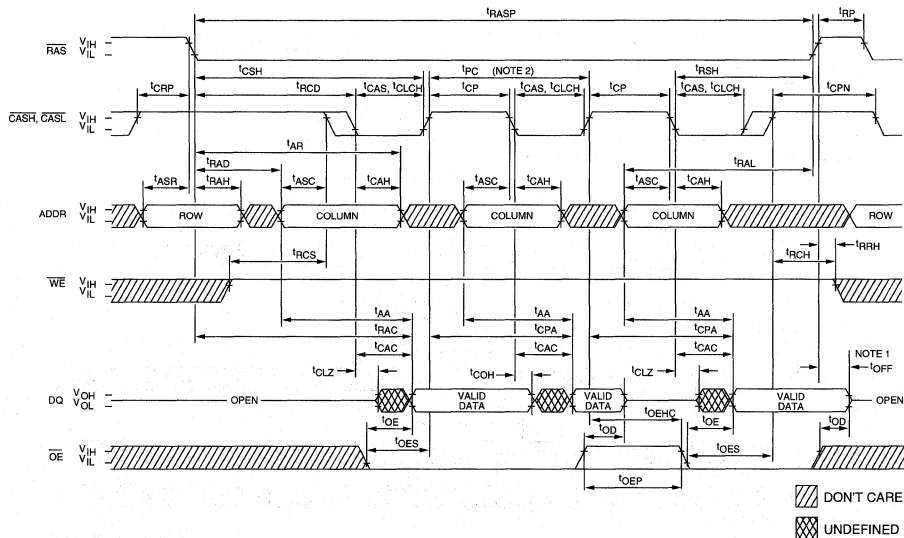 tRASP tRP
RAS VIH
VIL
tCSH tPC (NOTE 2) tRSH
tCRP tRCD tCAS, tCLCH tCP tCAS, tCLCH tCP tCAS, tCLCH tCPN
CASH, CASL VIH
VIL
tAR
tRAD tRAL
tASR tRAH tASC tCAH tASC tCAH tASC tCAH
ADDR VIH
VIL
ROW COLUMN COLUMN COLUMN ROW
tRCS tRCH tRRH
WE VIH
VIL
tAA tAA tAA
tRAC tCPA tCPA
tCAC tCAC tCAC
NOTE 1
tCLZ tCOH tCLZ tOFF
DQ VOH
VOL
OPEN VALID DATA VALID DATA VALID DATA OPEN
tOE tOES tOD tOEHC tOE tOES tOD
OE VIH
VIL
tOEP
DON'T CARE
UNDEFINED